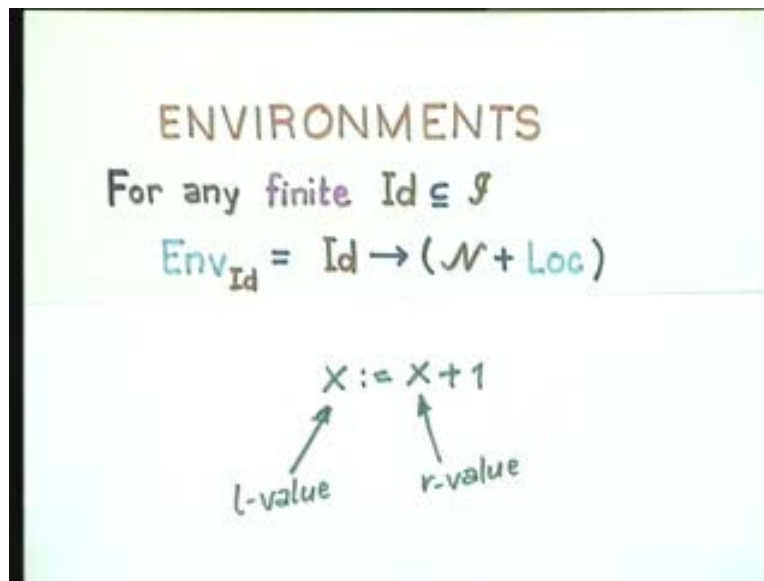 ENVIRONMENTS
For any finite Id ⊆ 𝓘
Env_Id = Id → (𝒩 + Loc)
X := X + 1
l-value r-value